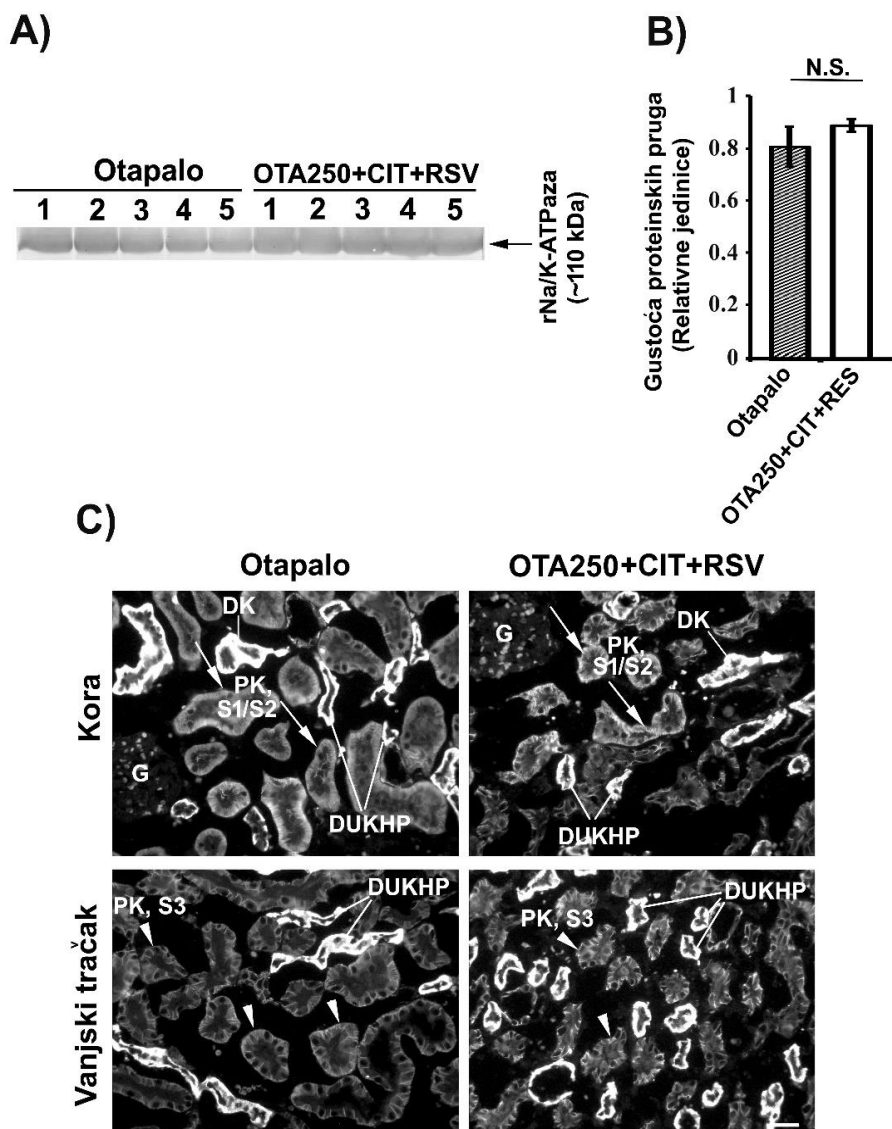 A)
Otapalo OTA250+CIT+RSV
1 2 3 4 5 1 2 3 4 5
rNa/K-ATPaza
(~110 kDa)
B)
N.S.
Gustoća proteinskih pruga
(Relativne jedinice)
1
0.8
0.6
0.4
0.2
0
Otapalo
OTA250+CIT+RES
C)
Otapalo
OTA250+CIT+RSV
Kora
DK
PK,
S1/S2
G
DUKHP
G
PK,
S1/S2
DK
DUKHP
Vanjski tračak
PK, S3
DUKHP
PK, S3
DUKHP